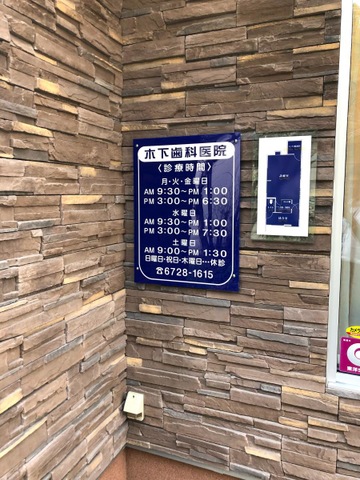 木下歯科医院
〈診療時間〉
月・火・金曜日
AM 9:30～PM 1:00
PM 3:00～PM 6:30
水曜日
AM 9:30～PM 1:00
PM 3:00～PM 7:30
土曜日
AM 9:00～PM 1:30
日曜日・祝日・木曜日…休診
☎6728-1615
カメラ